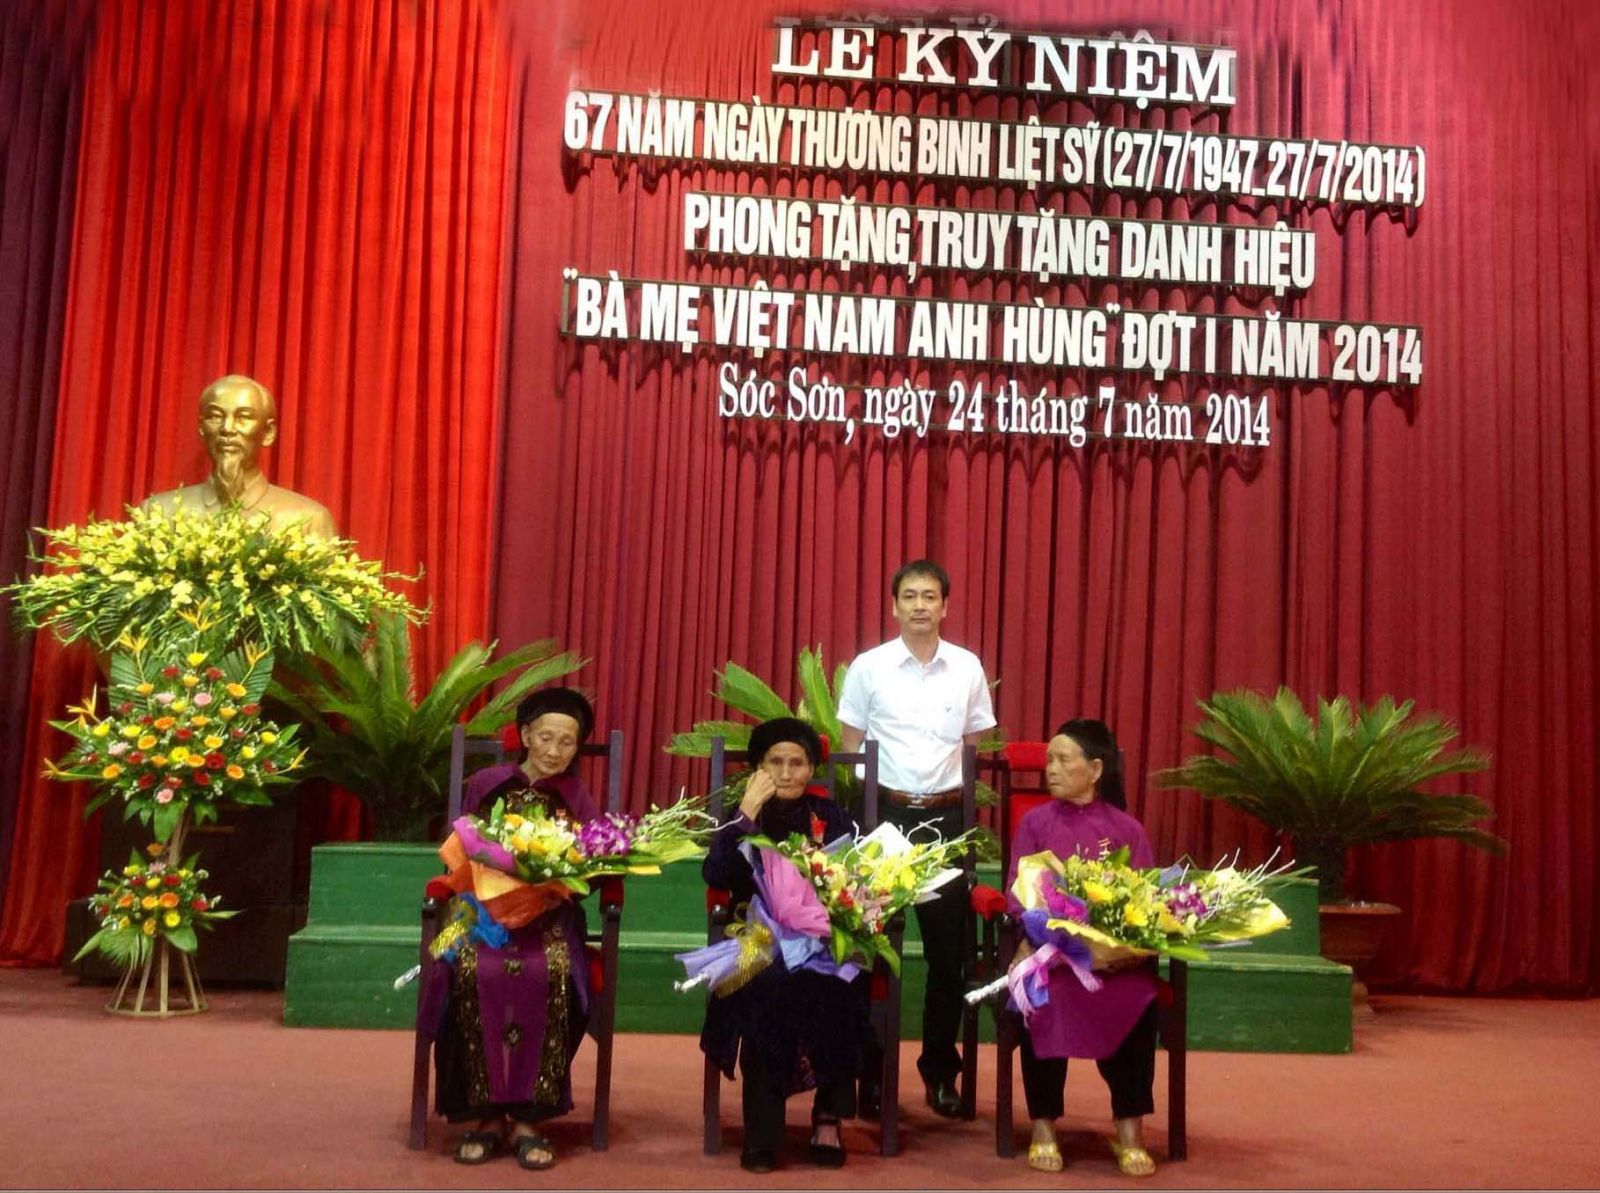 LỄ KỶ NIỆM
67 NĂM NGÀY THƯƠNG BINH LIỆT SỸ (27/7/1947_27/7/2014)
PHONG TẶNG, TRUY TẶNG DANH HIỆU
"BÀ MẸ VIỆT NAM ANH HÙNG" ĐỢT I NĂM 2014
Sóc Sơn, ngày 24 tháng 7 năm 2014